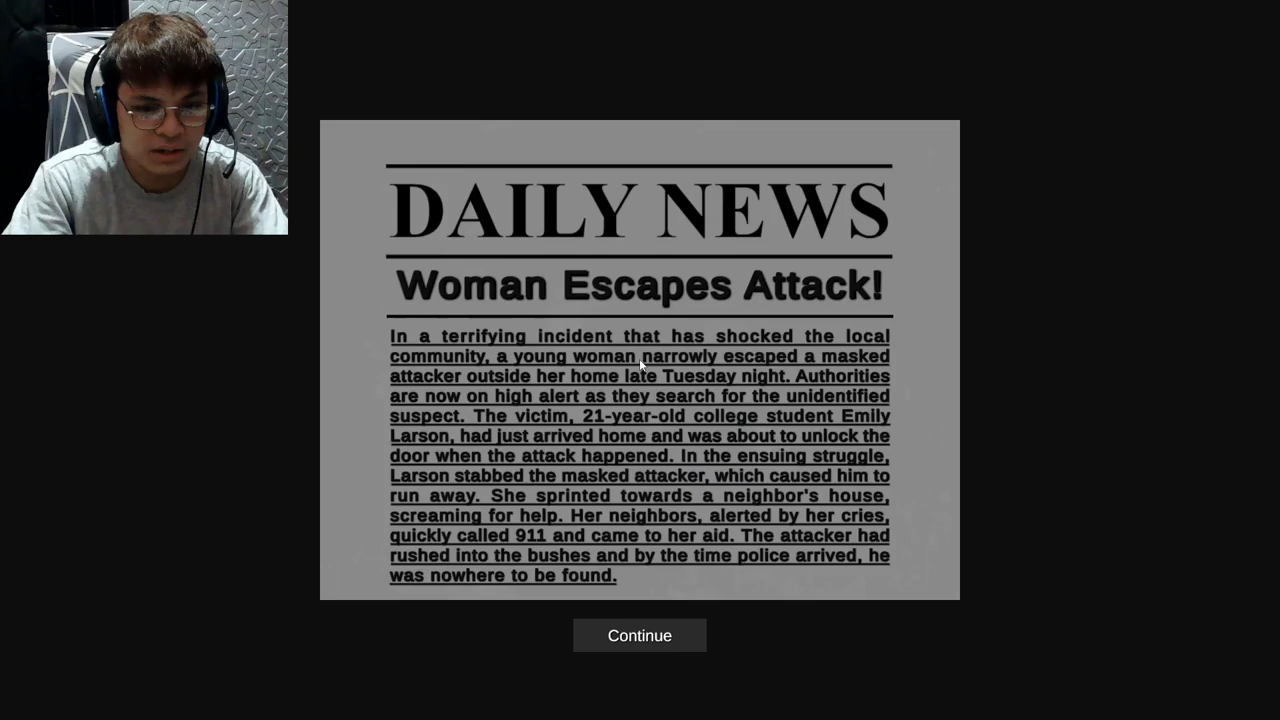 DAILY NEWS
Woman Escapes Attack!
In a terrifying incident that has shocked the local
community, a young woman narrowly escaped a masked
attacker outside her home late Tuesday night. Authorities
are now on high alert as they search for the unidentified
suspect. The victim, 21-year-old college student Emily
Larson, had just arrived home and was about to unlock the
door when the attack happened. In the ensuing struggle,
Larson stabbed the masked attacker, which caused him to
run away. She sprinted towards a neighbor's house,
screaming for help. Her neighbors, alerted by her cries,
quickly called 911 and came to her aid. The attacker had
rushed into the bushes and by the time police arrived, he
was nowhere to be found.
Continue